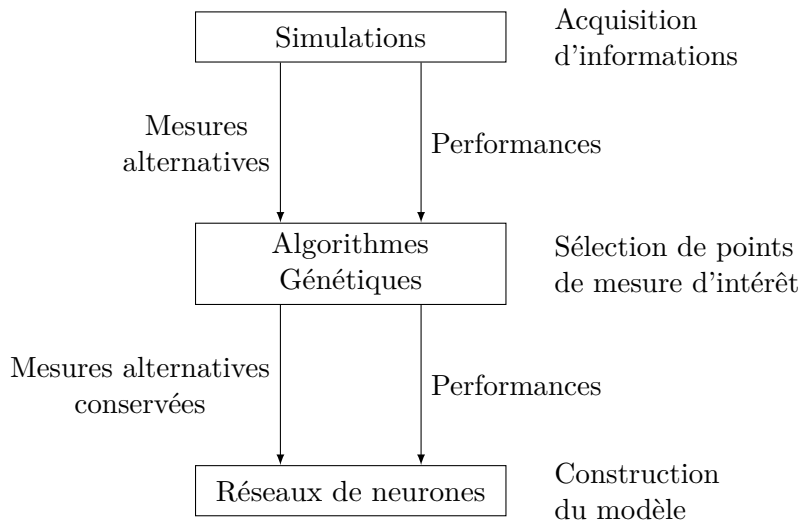 Simulations
Acquisition
d'informations
Mesures
alternatives
Performances
Algorithmes
Génétiques
Sélection de points
de mesure d'intérêt
Mesures alternatives
conservées
Performances
Réseaux de neurones
Construction
du modèle